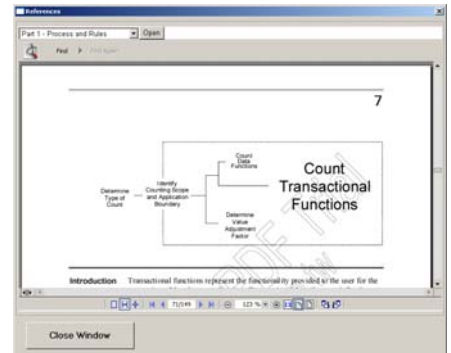 References
Part 1 - Process and Rules
Open
Find
7
Count
Data
Functions
Determine
Type of
Count
Identify
Counting Scope
and Application
Boundary
Count
Transactional
Functions
Determine
Value
Adjustment
Factor
Introduction Transactional functions represent the functionality provided to the user for the
71/149
123 %
Close Window